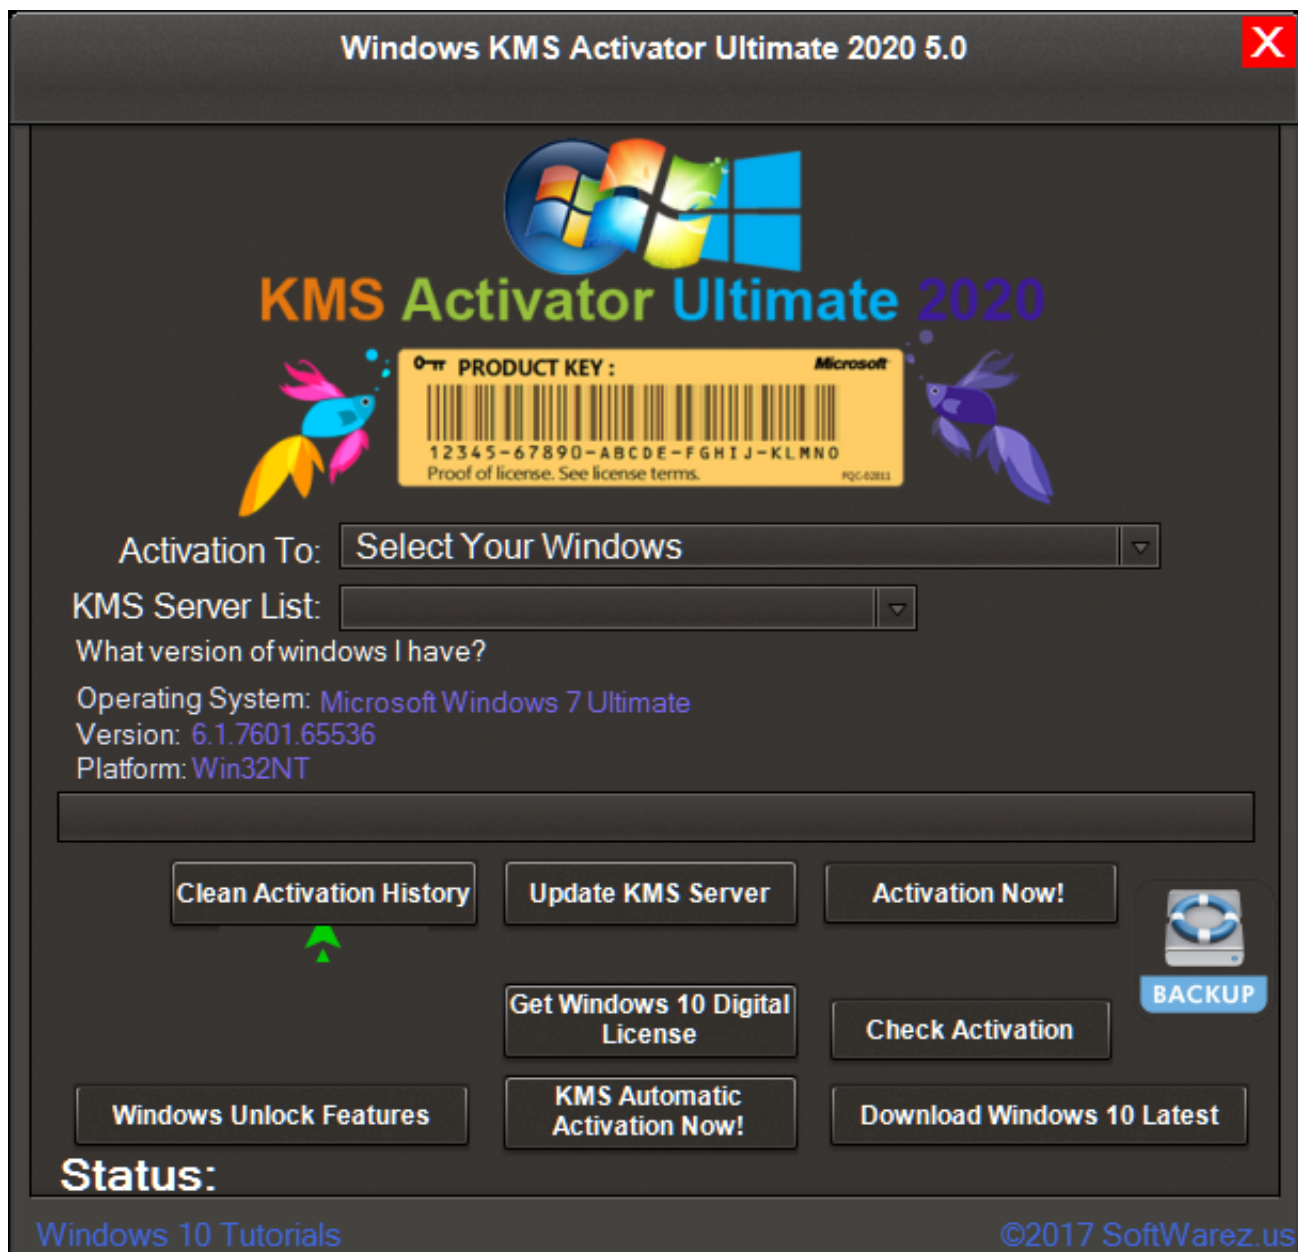 Windows KMS Activator Ultimate 2020 5.0
X
KMS Activator Ultimate 2020
PRODUCT KEY :
Microsoft
12345-67890-ABCDE-FGHIJ-KLMNO
Proof of license. See license terms.
FQC-02811
Activation To: Select Your Windows
KMS Server List:
What version of windows I have?
Operating System: Microsoft Windows 7 Ultimate
Version: 6.1.7601.65536
Platform: Win32NT
Clean Activation History
Update KMS Server
Activation Now!
BACKUP
Get Windows 10 Digital
License
Check Activation
Windows Unlock Features
KMS Automatic
Activation Now!
Download Windows 10 Latest
Status:
Windows 10 Tutorials
©2017 SoftWarez.us